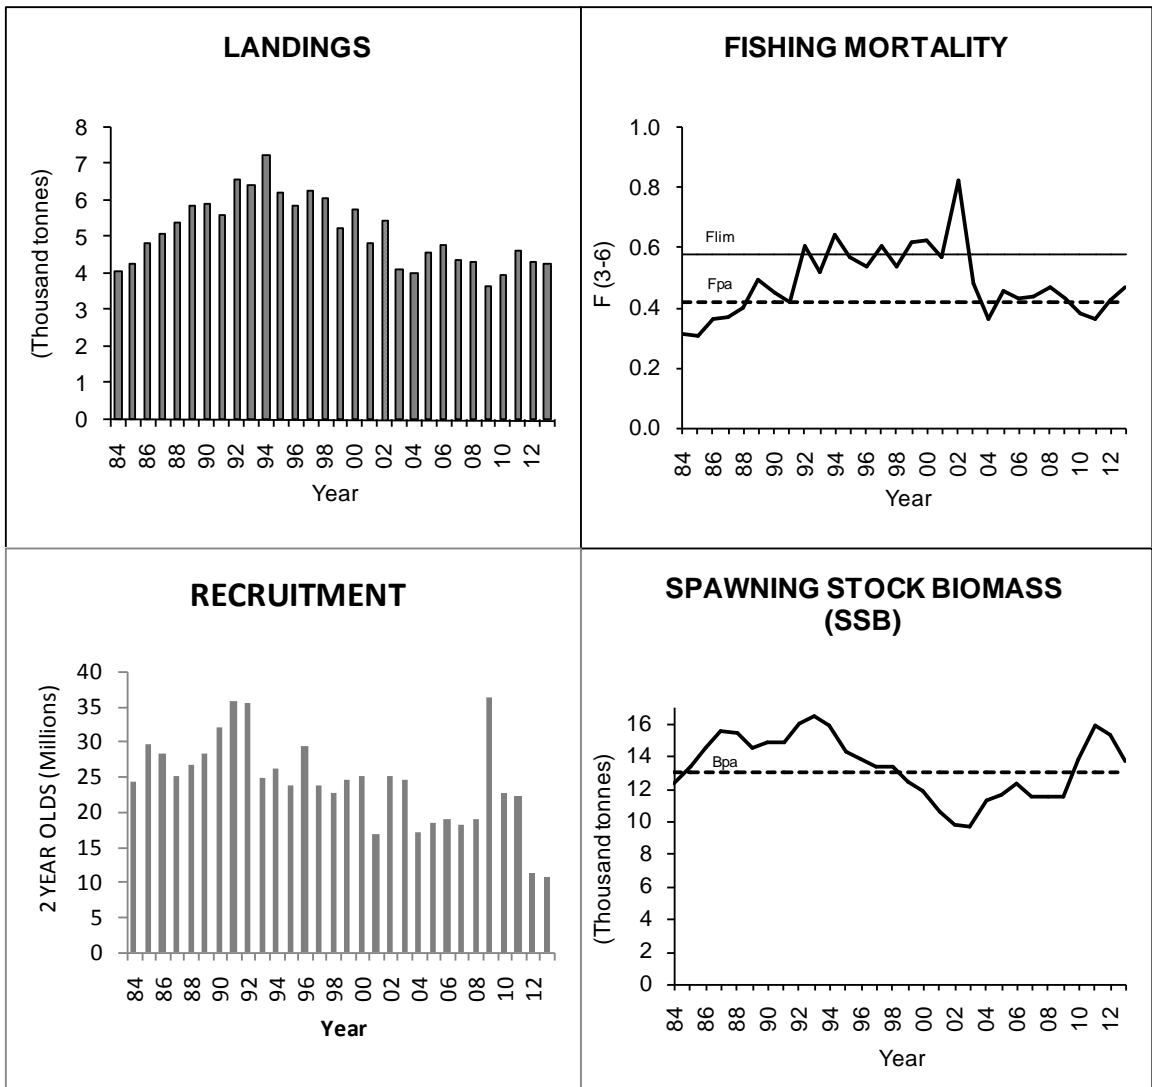 LANDINGS
(Thousand tonnes)
8
7
6
5
4
3
2
1
0
84 86 88 90 92 94 96 98 00 02 04 06 08 10 12
Year
FISHING MORTALITY
F (3-6)
1.0
0.8
0.6
0.4
0.2
0.0
Flim
Fpa
84 86 88 90 92 94 96 98 00 02 04 06 08 10 12
Year
RECRUITMENT
2 YEAR OLDS (Millions)
40
35
30
25
20
15
10
5
0
84 86 88 90 92 94 96 98 00 02 04 06 08 10 12
Year
SPAWNING STOCK BIOMASS
(SSB)
(Thousand tonnes)
16
14
12
10
8
6
4
2
0
Bpa
84 86 88 90 92 94 96 98 00 02 04 06 08 10 12
Year